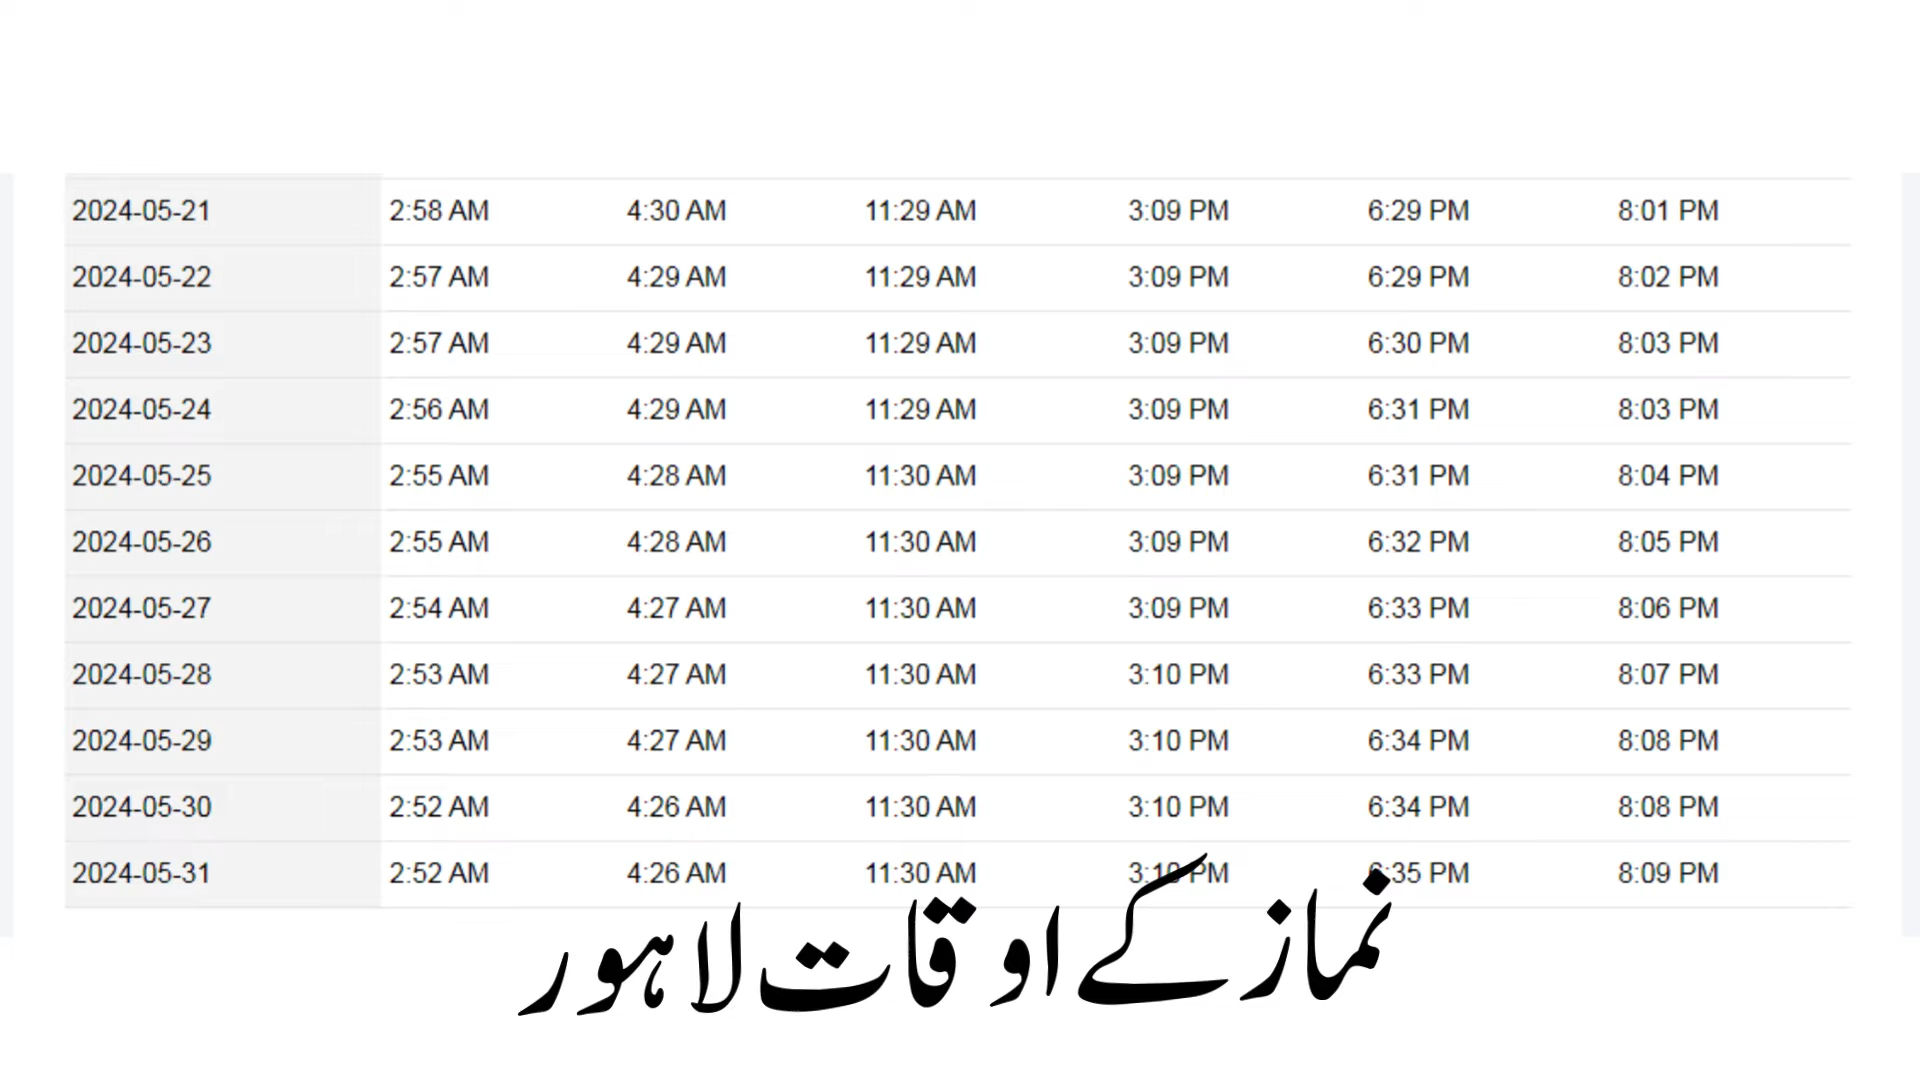 2024-05-21 2:58 AM 4:30 AM 11:29 AM 3:09 PM 6:29 PM 8:01 PM
2024-05-22 2:57 AM 4:29 AM 11:29 AM 3:09 PM 6:29 PM 8:02 PM
2024-05-23 2:57 AM 4:29 AM 11:29 AM 3:09 PM 6:30 PM 8:03 PM
2024-05-24 2:56 AM 4:29 AM 11:29 AM 3:09 PM 6:31 PM 8:03 PM
2024-05-25 2:55 AM 4:28 AM 11:30 AM 3:09 PM 6:31 PM 8:04 PM
2024-05-26 2:55 AM 4:28 AM 11:30 AM 3:09 PM 6:32 PM 8:05 PM
2024-05-27 2:54 AM 4:27 AM 11:30 AM 3:09 PM 6:33 PM 8:06 PM
2024-05-28 2:53 AM 4:27 AM 11:30 AM 3:10 PM 6:33 PM 8:07 PM
2024-05-29 2:53 AM 4:27 AM 11:30 AM 3:10 PM 6:34 PM 8:08 PM
2024-05-30 2:52 AM 4:26 AM 11:30 AM 3:10 PM 6:34 PM 8:08 PM
2024-05-31 2:52 AM 4:26 AM 11:30 AM 3:10 PM 6:35 PM 8:09 PM
نماز کے اوقات لاہور